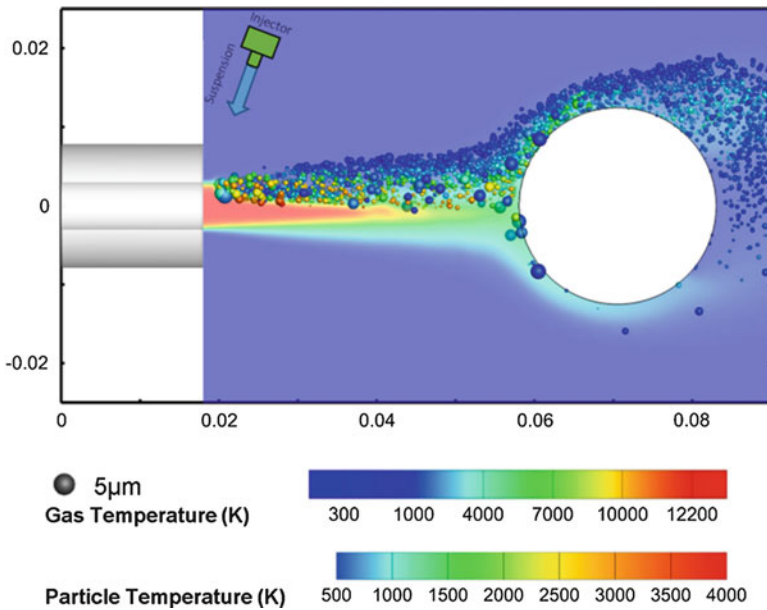 0.02
Injector
Suspension
0
-0.02
0 0.02 0.04 0.06 0.08
5μm
Gas Temperature (K)
300 1000 4000 7000 10000 12200
Particle Temperature (K)
500 1000 1500 2000 2500 3000 3500 4000